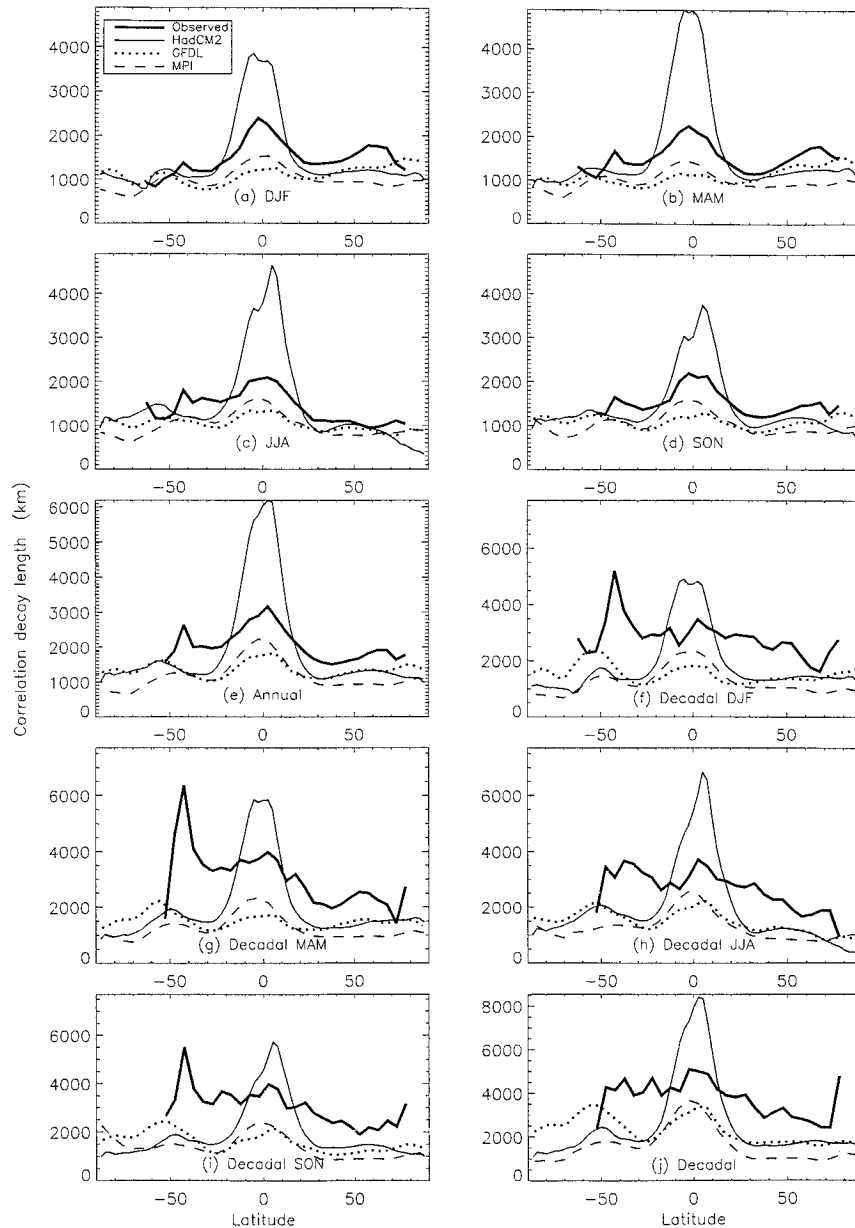 Observed
HadCM2
GFDL
MPI
4000
3000
2000
1000
0
(a) DJF
-50 0 50
4000
3000
2000
1000
0
(b) MAM
-50 0 50
4000
3000
2000
1000
0
(c) JJA
-50 0 50
4000
3000
2000
1000
0
(d) SON
-50 0 50
Correlation decay length (km)
6000
5000
4000
3000
2000
1000
0
(e) Annual
-50 0 50
6000
4000
2000
0
(f) Decadal DJF
-50 0 50
6000
4000
2000
0
(g) Decadal MAM
-50 0 50
6000
4000
2000
0
(h) Decadal JJA
-50 0 50
6000
4000
2000
0
(i) Decadal SON
-50 0 50
Latitude
8000
6000
4000
2000
0
(j) Decadal
-50 0 50
Latitude